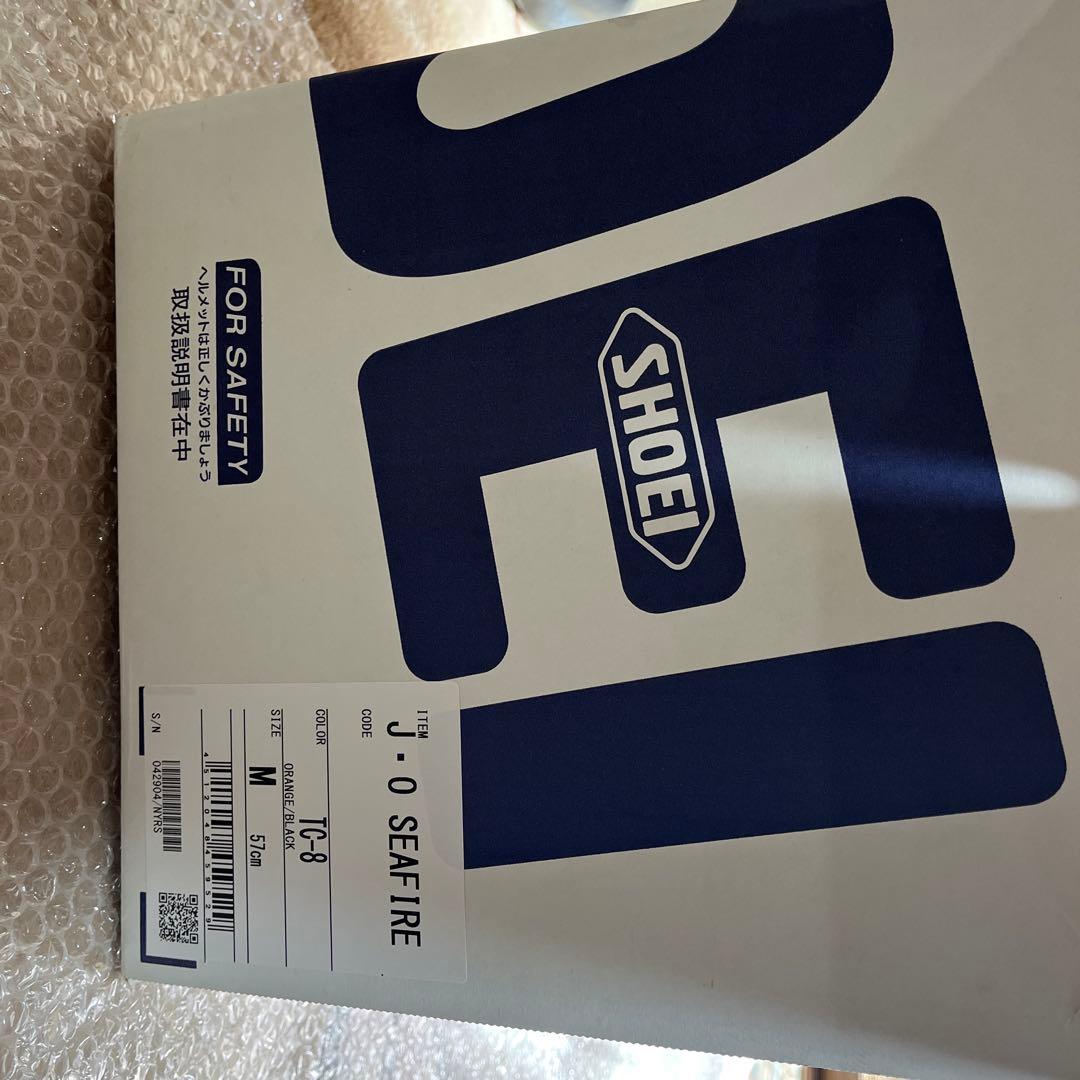 SHOEI
FOR SAFETY
ヘルメットは正しくかぶりましょう
取扱説明書在中
ITEM
J・O SEAFIRE
CODE
COLOR
TC-8
ORANGE/BLACK
SIZE
M 57cm
4512048459529
S/N
042904/NYRS